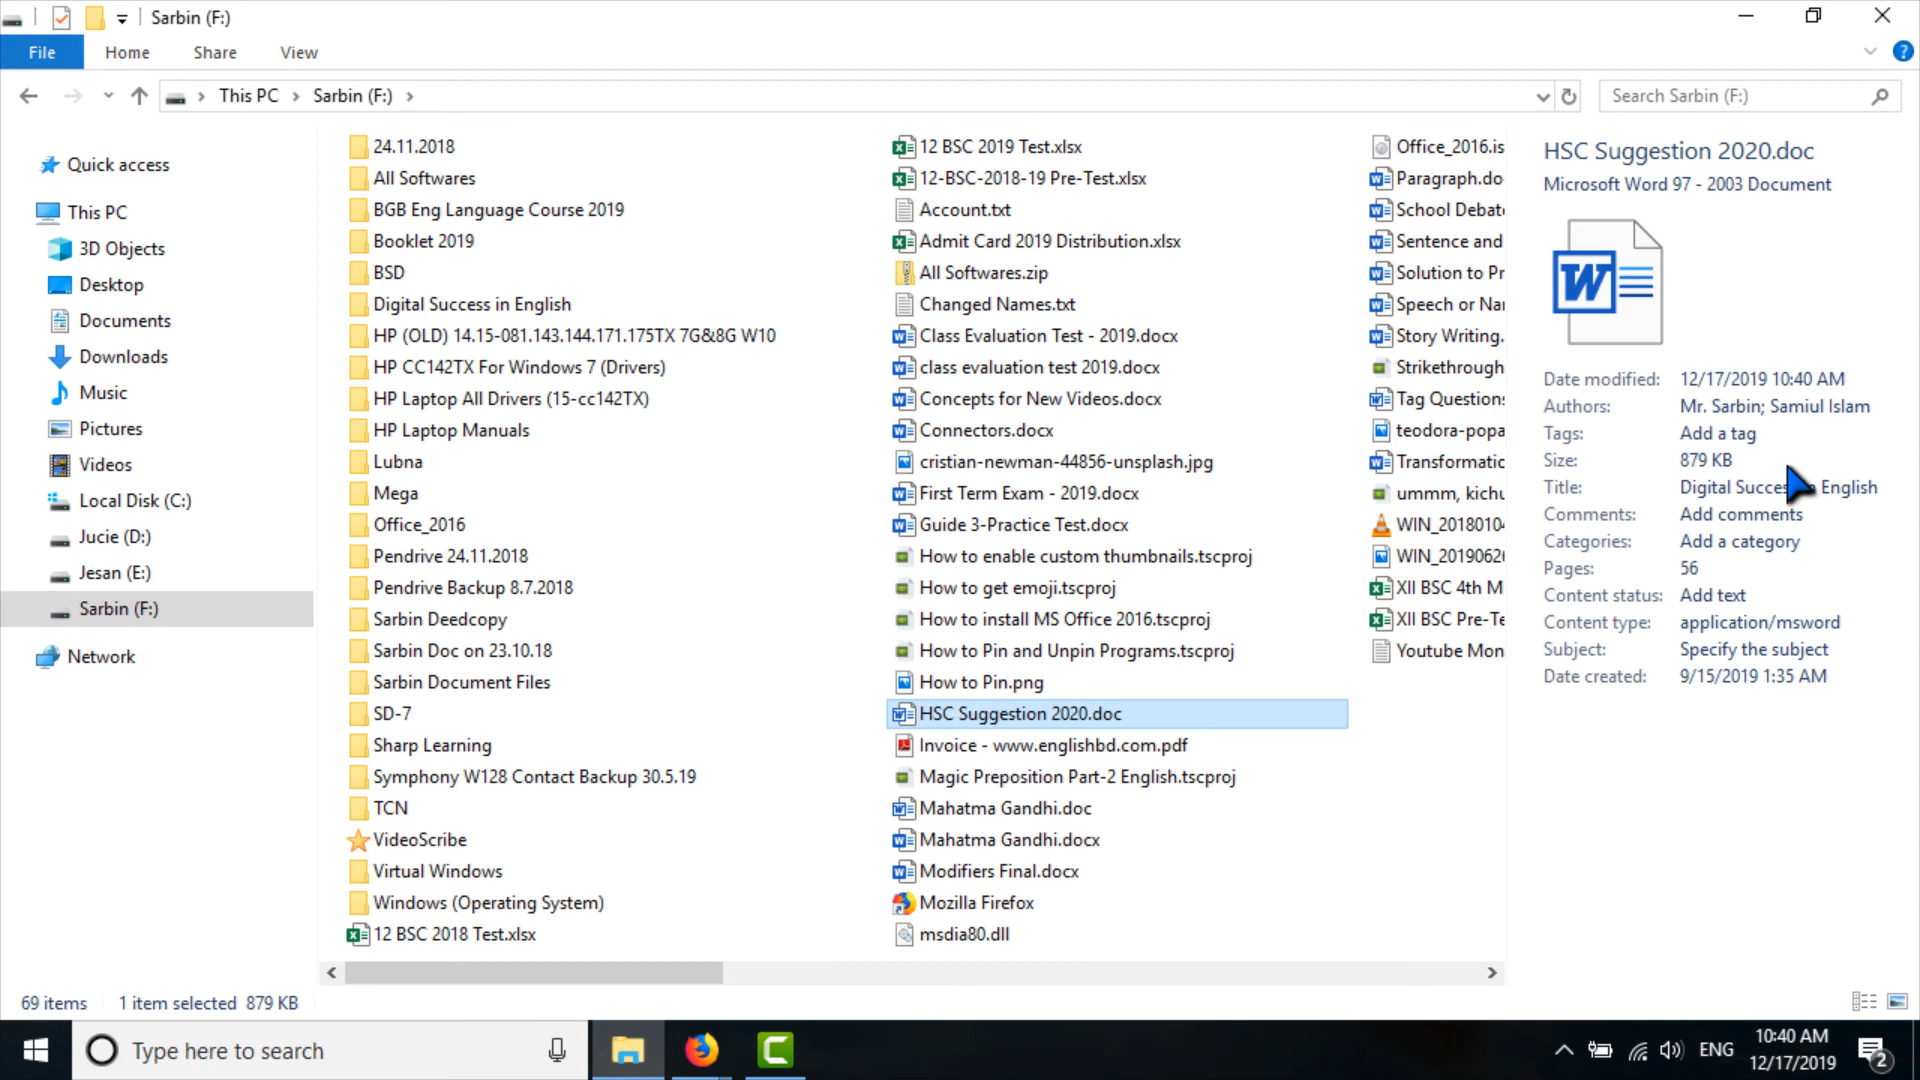 Sarbin (F:)
File Home Share View
This PC Sarbin (F:)
Search Sarbin (F:)
Quick access
This PC
3D Objects
Desktop
Documents
Downloads
Music
Pictures
Videos
Local Disk (C:)
Jucie (D:)
Jesan (E:)
Sarbin (F:)
Network
24.11.2018
All Softwares
BGB Eng Language Course 2019
Booklet 2019
BSD
Digital Success in English
HP (OLD) 14.15-081.143.144.171.175TX 7G&8G W10
HP CC142TX For Windows 7 (Drivers)
HP Laptop All Drivers (15-cc142TX)
HP Laptop Manuals
Lubna
Mega
Office_2016
Pendrive 24.11.2018
Pendrive Backup 8.7.2018
Sarbin Deedcopy
Sarbin Doc on 23.10.18
Sarbin Document Files
SD-7
Sharp Learning
Symphony W128 Contact Backup 30.5.19
TCN
VideoScribe
Virtual Windows
Windows (Operating System)
12 BSC 2018 Test.xlsx
12 BSC 2019 Test.xlsx
12-BSC-2018-19 Pre-Test.xlsx
Account.txt
Admit Card 2019 Distribution.xlsx
All Softwares.zip
Changed Names.txt
Class Evaluation Test - 2019.docx
class evaluation test 2019.docx
Concepts for New Videos.docx
Connectors.docx
cristian-newman-44856-unsplash.jpg
First Term Exam - 2019.docx
Guide 3-Practice Test.docx
How to enable custom thumbnails.tscproj
How to get emoji.tscproj
How to install MS Office 2016.tscproj
How to Pin and Unpin Programs.tscproj
How to Pin.png
HSC Suggestion 2020.doc
Invoice - www.englishbd.com.pdf
Magic Preposition Part-2 English.tscproj
Mahatma Gandhi.doc
Mahatma Gandhi.docx
Modifiers Final.docx
Mozilla Firefox
msdia80.dll
Office_2016.is
Paragraph.do
School Debat
Sentence and
Solution to Pr
Speech or Nar
Story Writing.
Strikethrough
Tag Questions
teodora-popa
Transformatio
ummm, kichu
WIN_20180104
WIN_20190626
XII BSC 4th M
XII BSC Pre-Te
Youtube Mon
HSC Suggestion 2020.doc
Microsoft Word 97 - 2003 Document
Date modified: 12/17/2019 10:40 AM
Authors: Mr. Sarbin; Samiul Islam
Tags: Add a tag
Size: 879 KB
Title: Digital English
Comments: Add comments
Categories: Add a category
Pages: 56
Content status: Add text
Content type: application/msword
Subject: Specify the subject
Date created: 9/15/2019 1:35 AM
69 items 1 item selected 879 KB
Type here to search
ENG
10:40 AM
12/17/2019
2